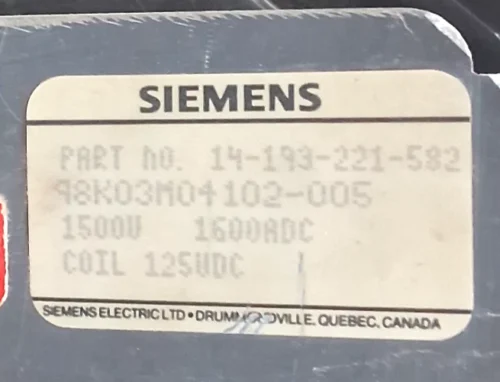 SIEMENS
PART NO. 14-193-221-582
98K03M04102-005
1500V 1600ADC
COIL 125VDC
SIEMENS ELECTRIC LTD • DRUMMONDVILLE, QUEBEC, CANADA